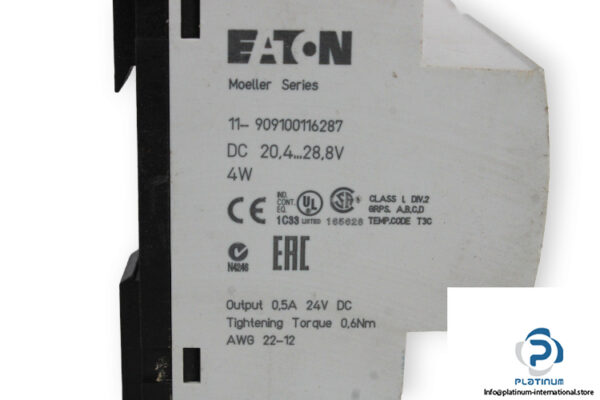 EATON
Moeller Series
11- 909100116287
DC 20,4...28,8V
4W
CE IND. CONT. EQ. UL SA ® CLASS I, DIV.2
GRPS. A,B,C,D
1C33 LISTED 165628 TEMP.CODE T3C
N4246 EAC
Output 0,5A 24V DC
Tightening Torque 0,6Nm
AWG 22-12
PLATINUM
Info@platinum-international.store